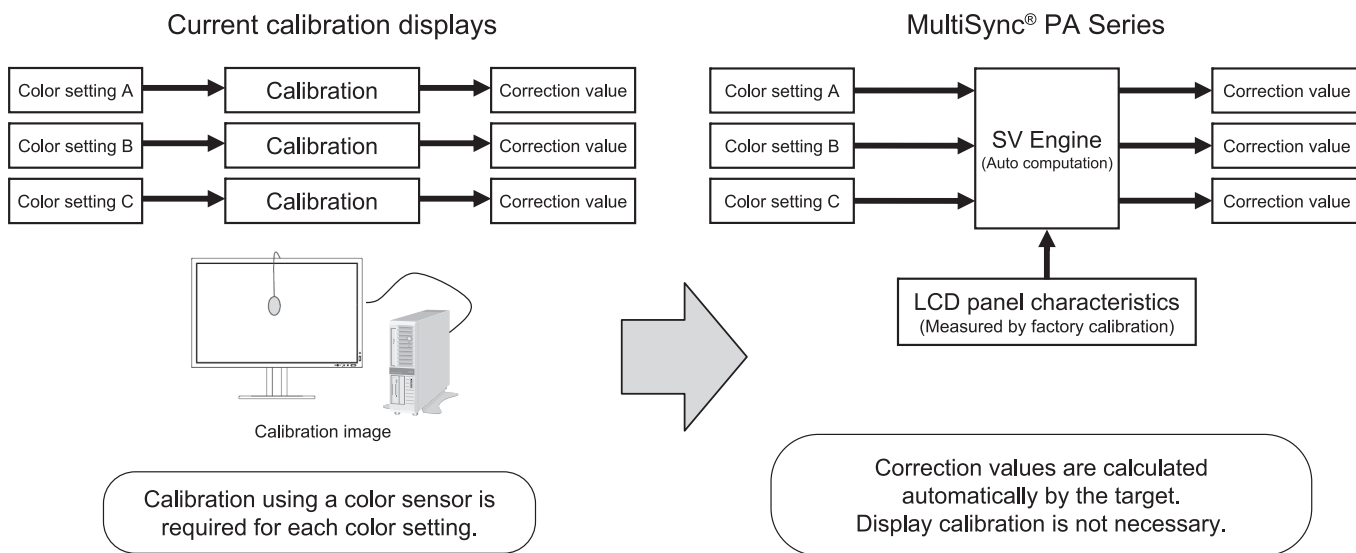 Current calibration displays
Color setting A
Calibration
Correction value
Color setting B
Calibration
Correction value
Color setting C
Calibration
Correction value
Calibration image
Calibration using a color sensor is
required for each color setting.
MultiSync® PA Series
Color setting A
Color setting B
Color setting C
SV Engine
(Auto computation)
Correction value
Correction value
Correction value
LCD panel characteristics
(Measured by factory calibration)
Correction values are calculated
automatically by the target.
Display calibration is not necessary.